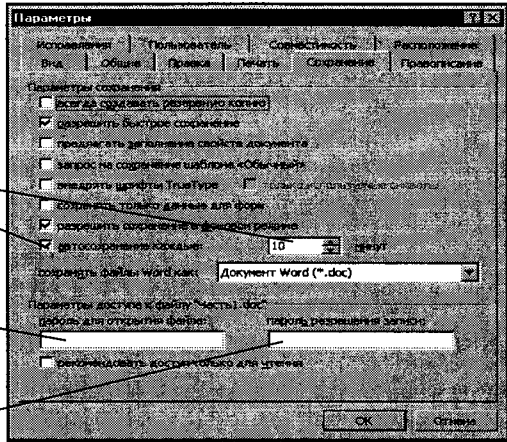 Параметры
Исправления Пользователь Совместимость Расположение
Вид Общие Правка Печать Сохранение Правописание
Параметры сохранения
всегда создавать резервную копию
разрешить быстрое сохранение
предлагать заполнение свойств документа
запрос на сохранение шаблона «Обычный»
внедрять шрифты TrueType только используемые символы
сохранять только данные для форм
разрешить сохранение в фоновом режиме
автосохранение каждые: 10 минут
сохранять файлы Word как: Документ Word (*.doc)
Параметры доступа к файлу "часть1.doc"
пароль для открытия файла: пароль разрешения записи:
рекомендовать доступ только для чтения
ОК Отмена